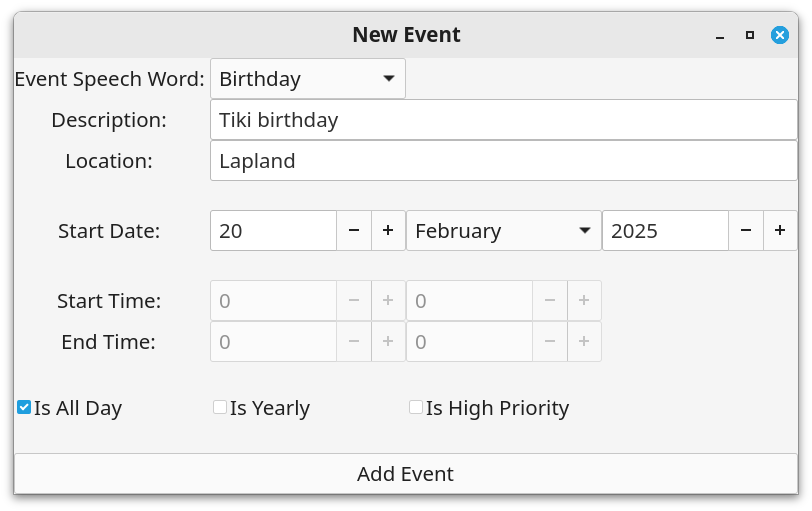 New Event
Event Speech Word: Birthday
Description: Tiki birthday
Location: Lapland
Start Date: 20 − + February 2025 − +
Start Time: 0 − + 0 − +
End Time: 0 − + 0 − +
Is All Day Is Yearly Is High Priority
Add Event